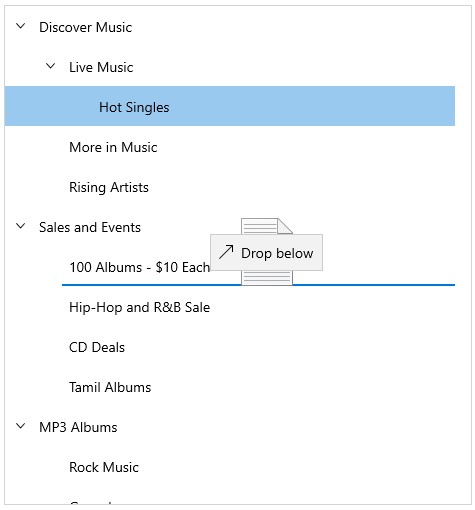 Discover Music
Live Music
Hot Singles
More in Music
Rising Artists
Sales and Events
Drop below
100 Albums - $10 Each
Hip-Hop and R&B Sale
CD Deals
Tamil Albums
MP3 Albums
Rock Music